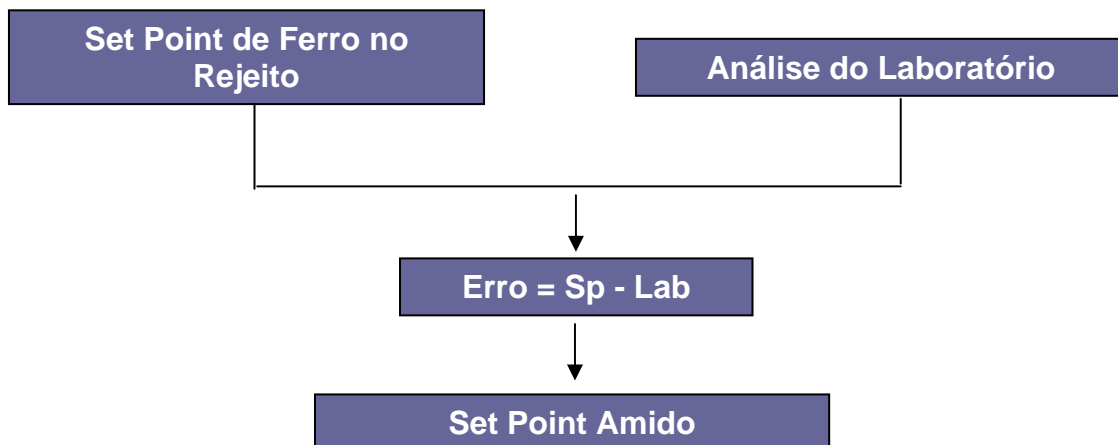 Set Point de Ferro no
Rejeito
Análise do Laboratório
Erro = Sp - Lab
Set Point Amido